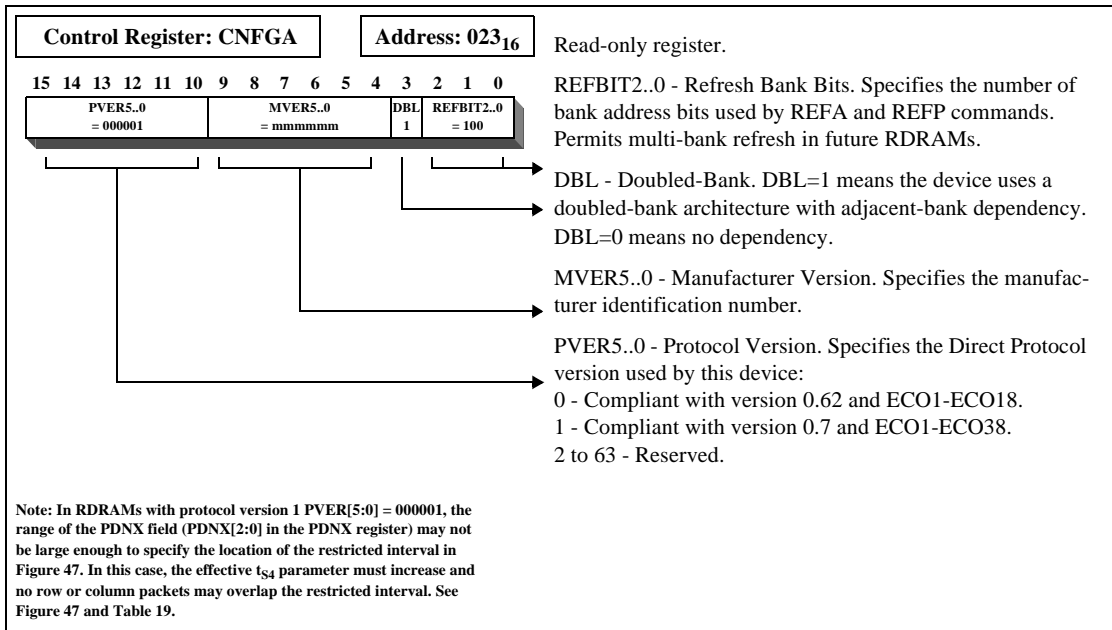 Control Register: CNFGA
Address: 023₁₆
15 14 13 12 11 10 9 8 7 6 5 4 3 2 1 0
PVER5..0 MVER5..0 DBL REFBIT2..0
= 000001 = mmmmmm 1 = 100
Read-only register.
REFBIT2..0 - Refresh Bank Bits. Specifies the number of
bank address bits used by REFA and REFP commands.
Permits multi-bank refresh in future RDRAMs.
DBL - Doubled-Bank. DBL=1 means the device uses a
doubled-bank architecture with adjacent-bank dependency.
DBL=0 means no dependency.
MVER5..0 - Manufacturer Version. Specifies the manufac-
turer identification number.
PVER5..0 - Protocol Version. Specifies the Direct Protocol
version used by this device:
0 - Compliant with version 0.62 and ECO1-ECO18.
1 - Compliant with version 0.7 and ECO1-ECO38.
2 to 63 - Reserved.
Note: In RDRAMs with protocol version 1 PVER[5:0] = 000001, the
range of the PDNX field (PDNX[2:0] in the PDNX register) may not
be large enough to specify the location of the restricted interval in
Figure 47. In this case, the effective tS4 parameter must increase and
no row or column packets may overlap the restricted interval. See
Figure 47 and Table 19.